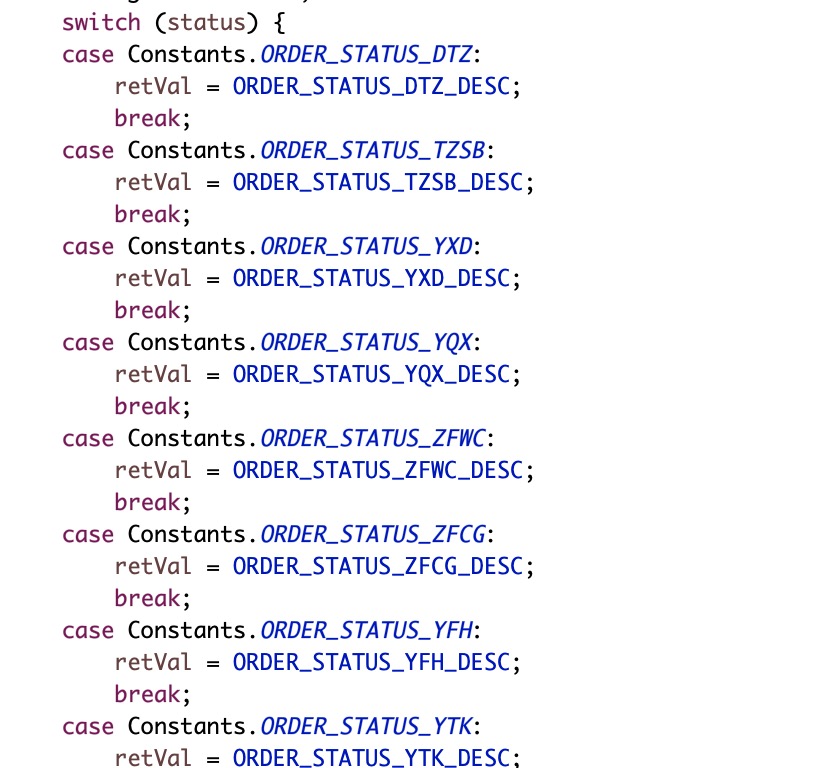 switch (status) {
case Constants.ORDER_STATUS_DTZ:
retVal = ORDER_STATUS_DTZ_DESC;
break;
case Constants.ORDER_STATUS_TZSB:
retVal = ORDER_STATUS_TZSB_DESC;
break;
case Constants.ORDER_STATUS_YXD:
retVal = ORDER_STATUS_YXD_DESC;
break;
case Constants.ORDER_STATUS_YQX:
retVal = ORDER_STATUS_YQX_DESC;
break;
case Constants.ORDER_STATUS_ZFWC:
retVal = ORDER_STATUS_ZFWC_DESC;
break;
case Constants.ORDER_STATUS_ZFCG:
retVal = ORDER_STATUS_ZFCG_DESC;
break;
case Constants.ORDER_STATUS_YFH:
retVal = ORDER_STATUS_YFH_DESC;
break;
case Constants.ORDER_STATUS_YTK:
retVal = ORDER_STATUS_YTK_DESC;